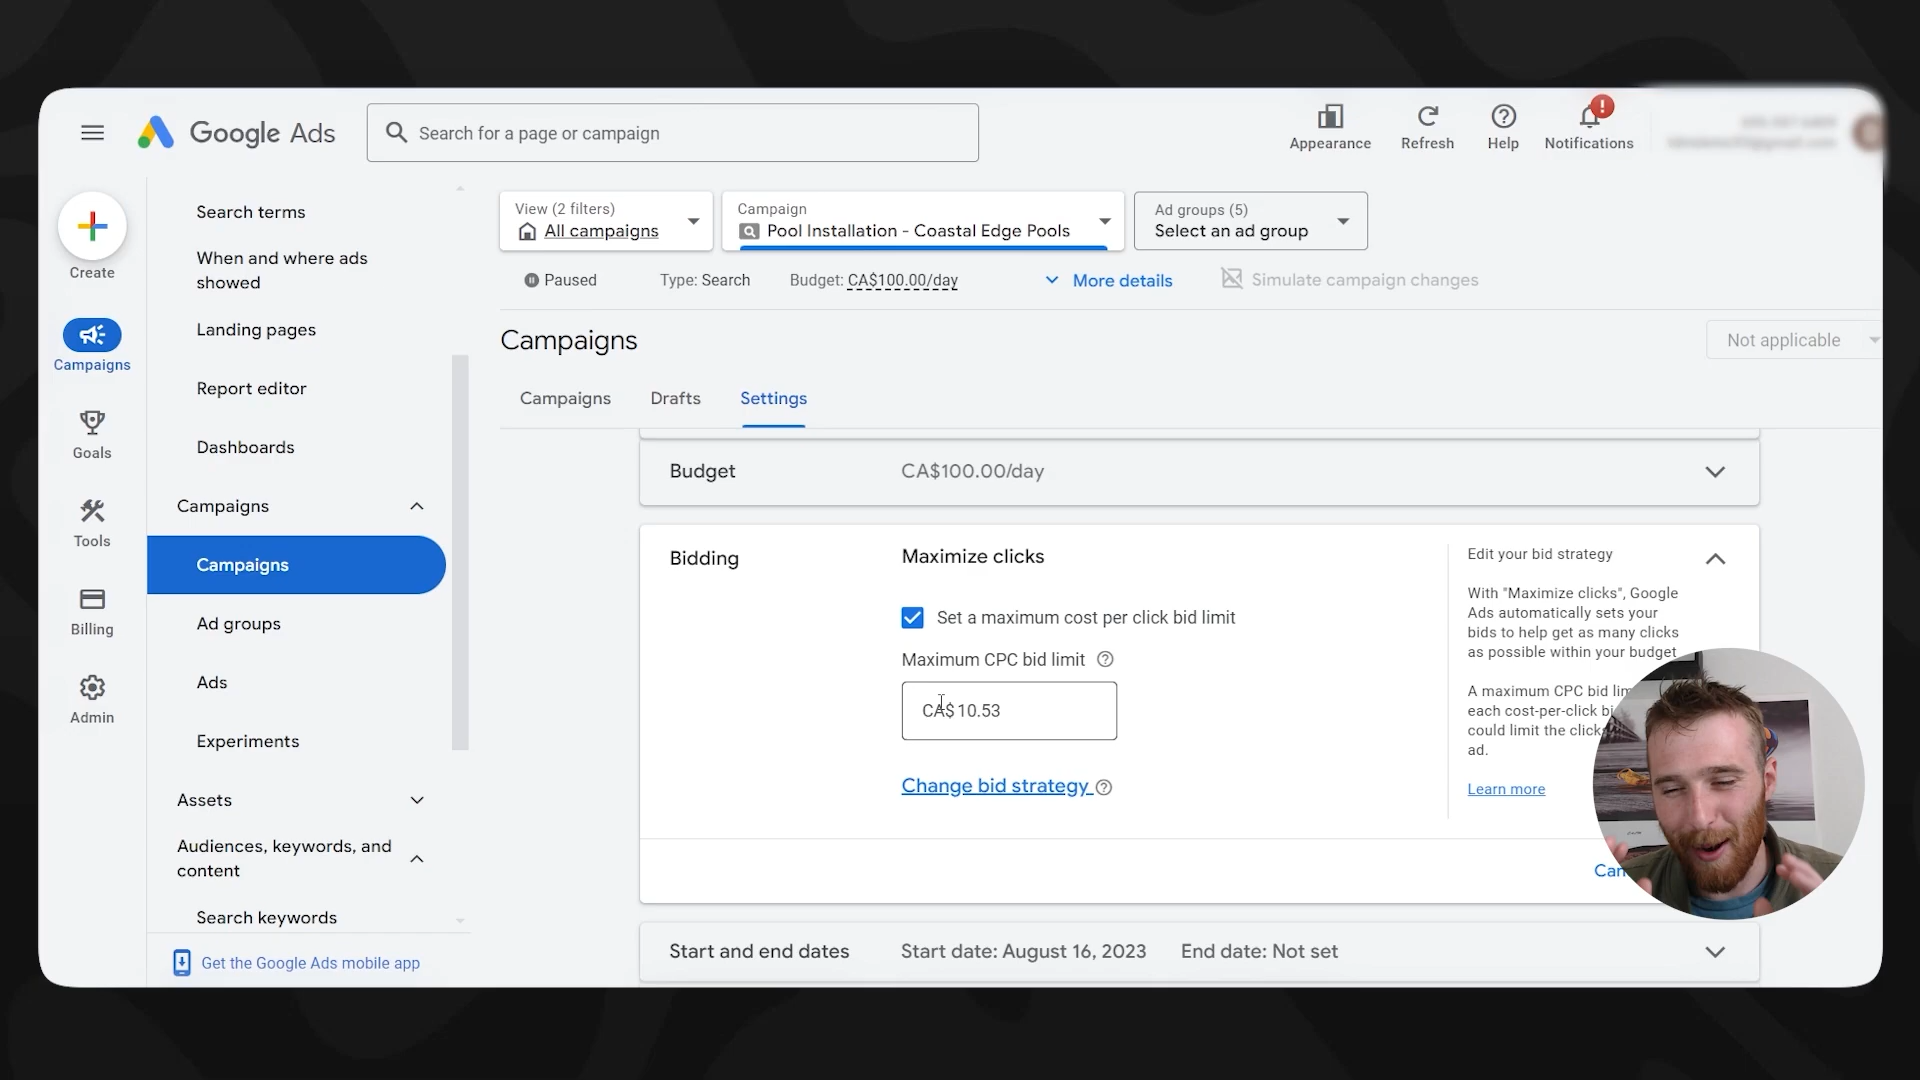 Google Ads
Search for a page or campaign
Appearance
Refresh
Help
!
Notifications
Create
Campaigns
Goals
Tools
Billing
Admin
Search terms
When and where ads
showed
Landing pages
Report editor
Dashboards
Campaigns
Campaigns
Ad groups
Ads
Experiments
Assets
Audiences, keywords, and
content
Search keywords
Get the Google Ads mobile app
View (2 filters)
All campaigns
Campaign
Pool Installation - Coastal Edge Pools
Ad groups (5)
Select an ad group
Paused
Type: Search
Budget: CA$100.00/day
More details
Simulate campaign changes
Campaigns
Not applicable
Campaigns
Drafts
Settings
Budget
CA$100.00/day
Bidding
Maximize clicks
Set a maximum cost per click bid limit
Maximum CPC bid limit
CA$ 10.53
Change bid strategy
Edit your bid strategy
With "Maximize clicks", Google
Ads automatically sets your
bids to help get as many clicks
as possible within your budget
A maximum CPC bid
each cost-per-click
could limit the
ad.
Learn more
Start and end dates
Start date: August 16, 2023
End date: Not set